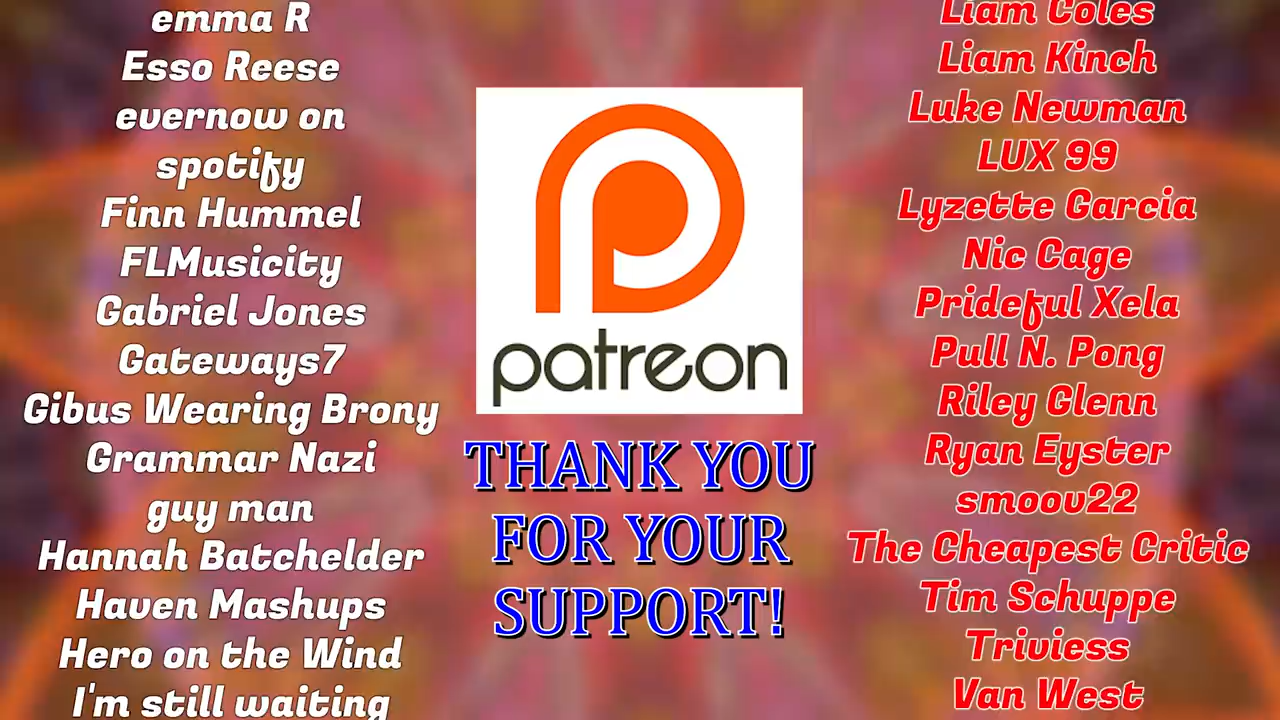 emma R
Esso Reese
evernow on
spotify
Finn Hummel
FLMusicity
Gabriel Jones
Gateways7
Gibus Wearing Brony
Grammar Nazi
guy man
Hannah Batchelder
Haven Mashups
Hero on the Wind
I'm still waiting
patreon
THANK YOU
FOR YOUR
SUPPORT!
Liam Coles
Liam Kinch
Luke Newman
LUX 99
Lyzette Garcia
Nic Cage
Prideful Xela
Pull N. Pong
Riley Glenn
Ryan Eyster
smoov22
The Cheapest Critic
Tim Schuppe
Triviess
Van West